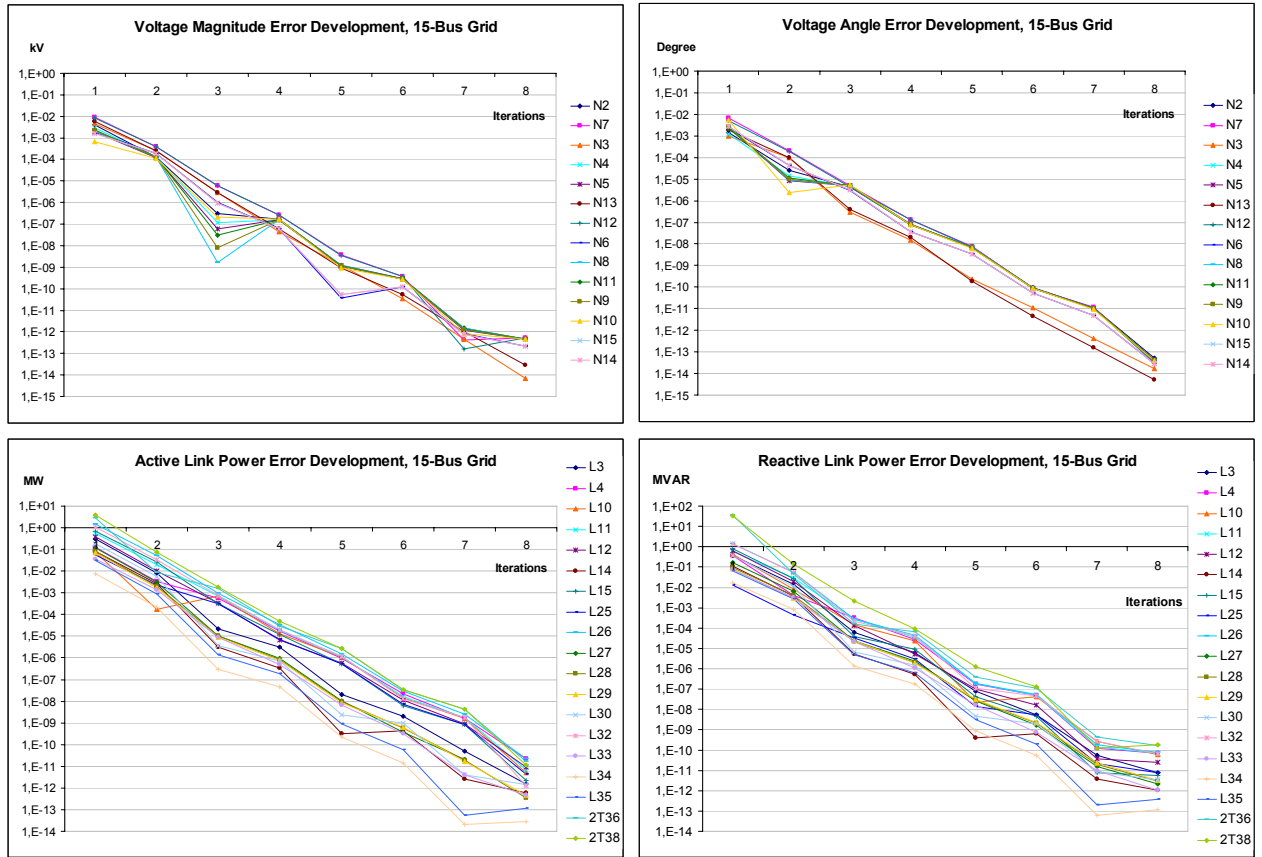 Voltage Magnitude Error Development, 15-Bus Grid
kV
1,E+00
1,E-01
1,E-02
1,E-03
1,E-04
1,E-05
1,E-06
1,E-07
1,E-08
1,E-09
1,E-10
1,E-11
1,E-12
1,E-13
1,E-14
1,E-15
1 2 3 4 5 6 7 8
Iterations
N2
N7
N3
N4
N5
N13
N12
N6
N8
N11
N9
N10
N15
N14
Voltage Angle Error Development, 15-Bus Grid
Degree
1,E+00
1,E-01
1,E-02
1,E-03
1,E-04
1,E-05
1,E-06
1,E-07
1,E-08
1,E-09
1,E-10
1,E-11
1,E-12
1,E-13
1,E-14
1,E-15
1 2 3 4 5 6 7 8
Iterations
N2
N7
N3
N4
N5
N13
N12
N6
N8
N11
N9
N10
N15
N14
Active Link Power Error Development, 15-Bus Grid
MW
1,E+01
1,E+00
1,E-01
1,E-02
1,E-03
1,E-04
1,E-05
1,E-06
1,E-07
1,E-08
1,E-09
1,E-10
1,E-11
1,E-12
1,E-13
1,E-14
1 2 3 4 5 6 7 8
Iterations
L3
L4
L10
L11
L12
L14
L15
L25
L26
L27
L28
L29
L30
L32
L33
L34
L35
2T36
2T38
Reactive Link Power Error Development, 15-Bus Grid
MVAR
1,E+02
1,E+01
1,E+00
1,E-01
1,E-02
1,E-03
1,E-04
1,E-05
1,E-06
1,E-07
1,E-08
1,E-09
1,E-10
1,E-11
1,E-12
1,E-13
1,E-14
1 2 3 4 5 6 7 8
Iterations
L3
L4
L10
L11
L12
L14
L15
L25
L26
L27
L28
L29
L30
L32
L33
L34
L35
2T36
2T38